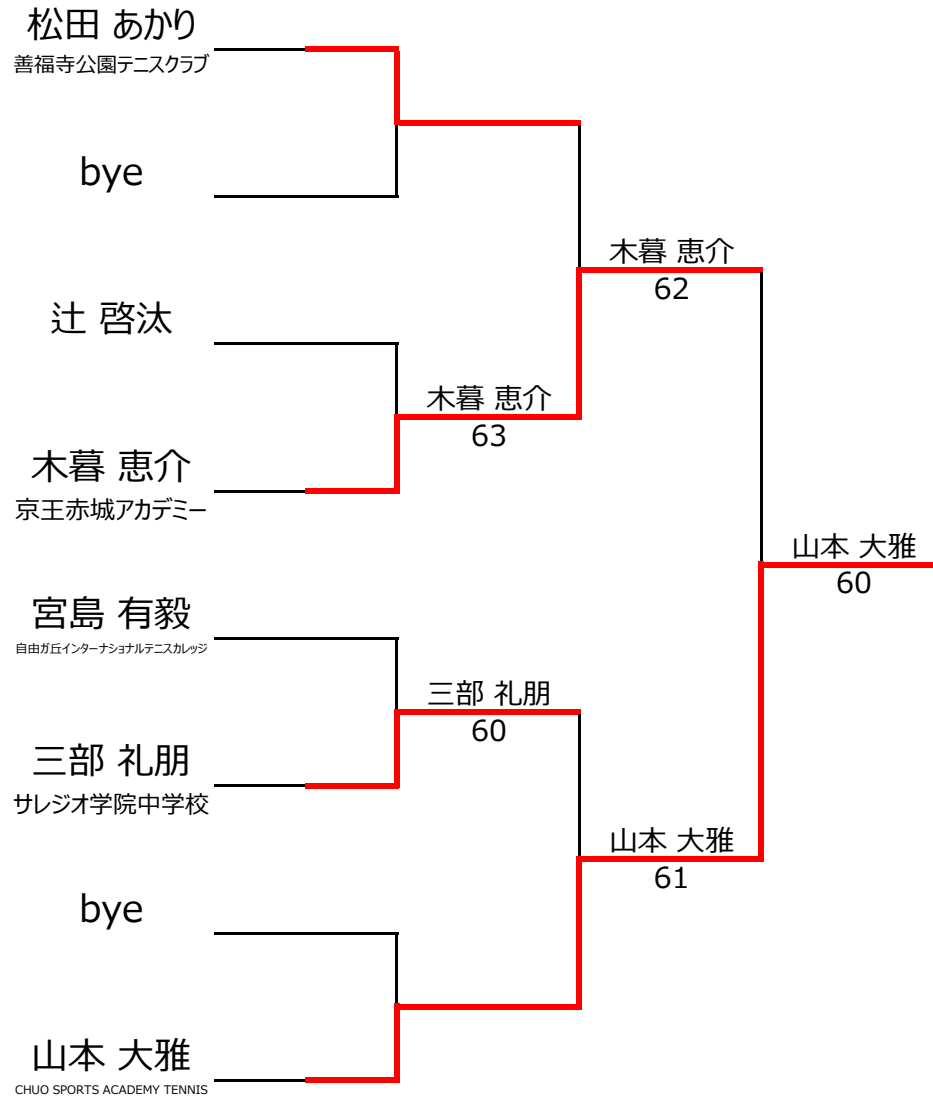 松田 あかり
善福寺公園テニスクラブ
bye
辻 啓汰
木暮 恵介
京王赤城アカデミー
宮島 有毅
自由ガ丘インターナショナルテニスカレッジ
三部 礼朋
サレジオ学院中学校
bye
山本 大雅
CHUO SPORTS ACADEMY TENNIS
木暮 恵介
63
三部 礼朋
60
木暮 恵介
62
山本 大雅
61
山本 大雅
60